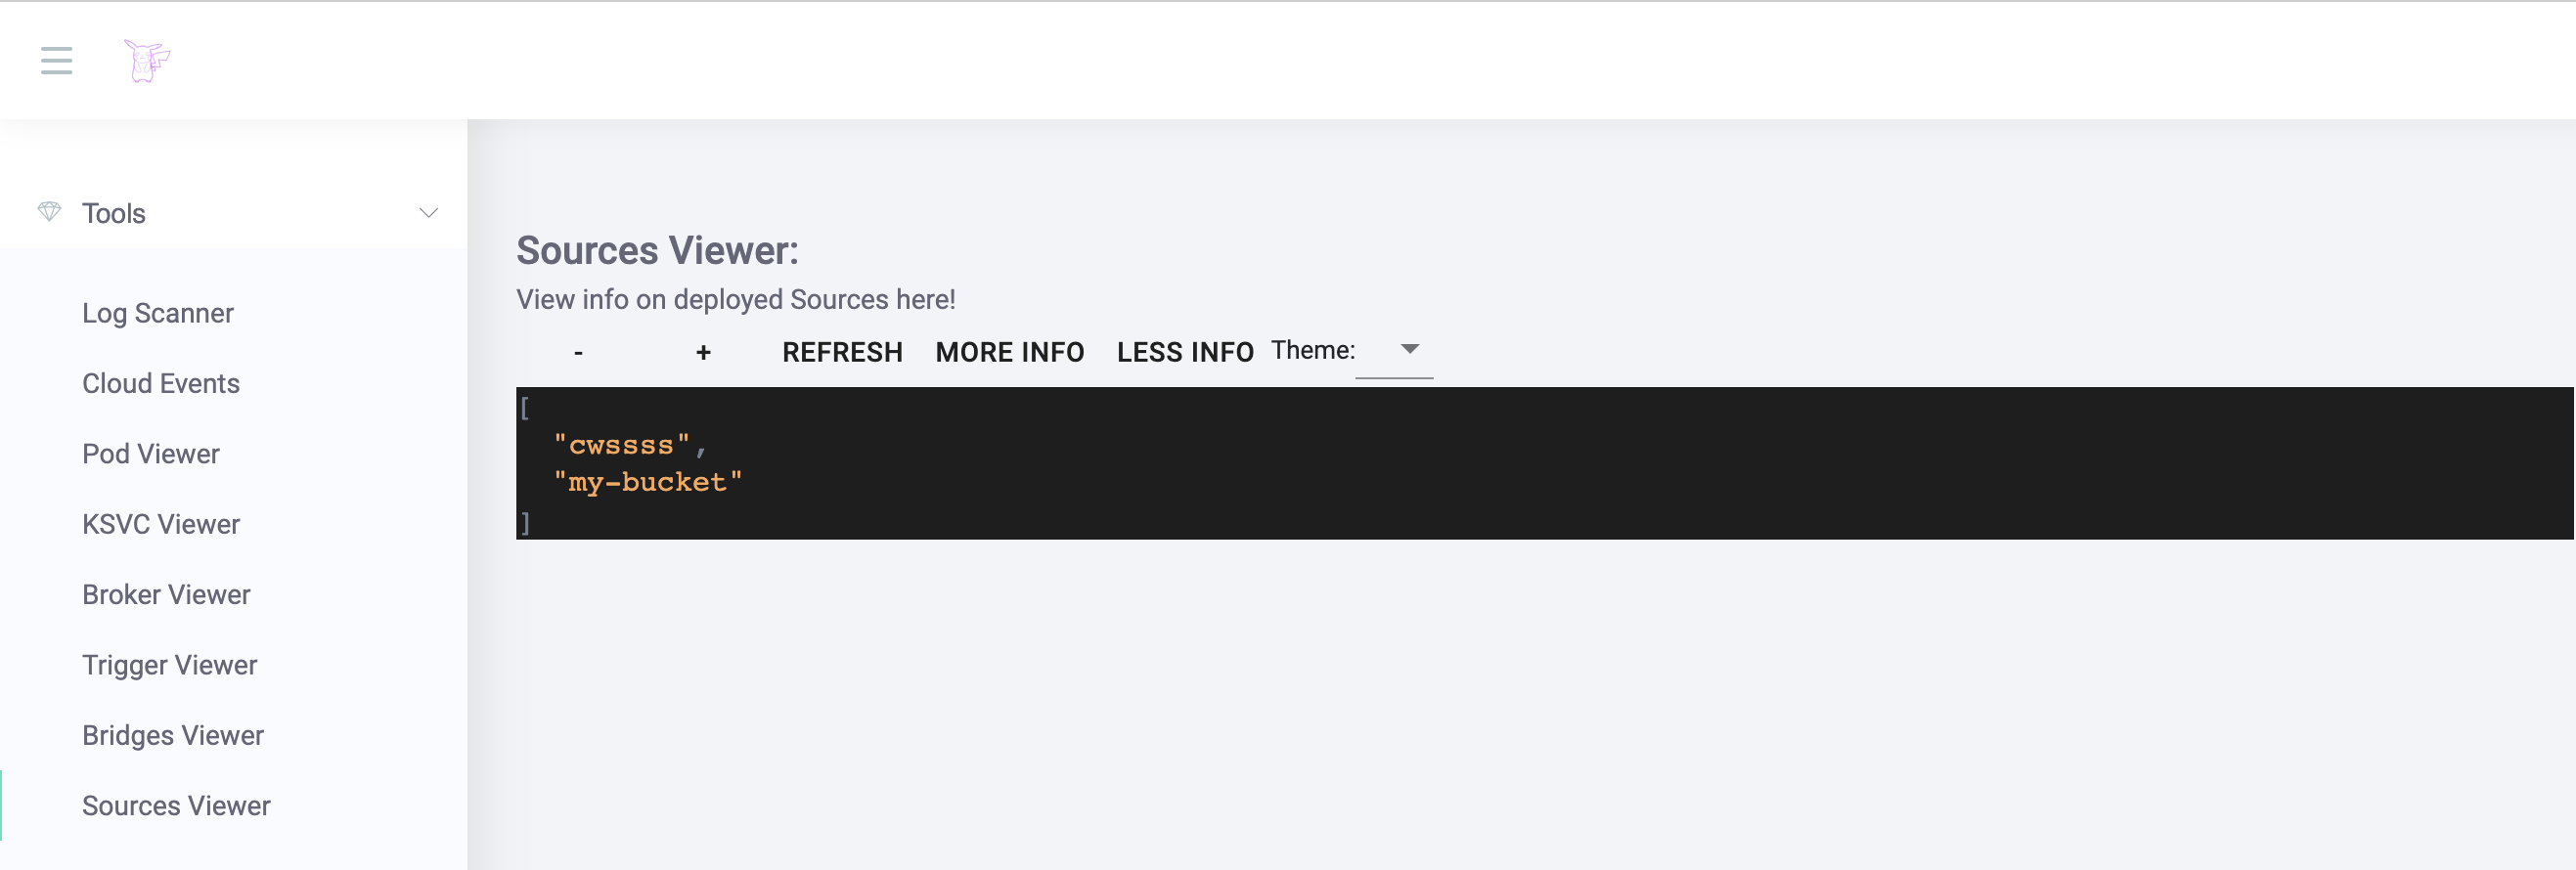 Tools
Log Scanner
Cloud Events
Pod Viewer
KSVC Viewer
Broker Viewer
Trigger Viewer
Bridges Viewer
Sources Viewer
Sources Viewer:
View info on deployed Sources here!
- + REFRESH MORE INFO LESS INFO Theme:
[
"cwssss",
"my-bucket"
]